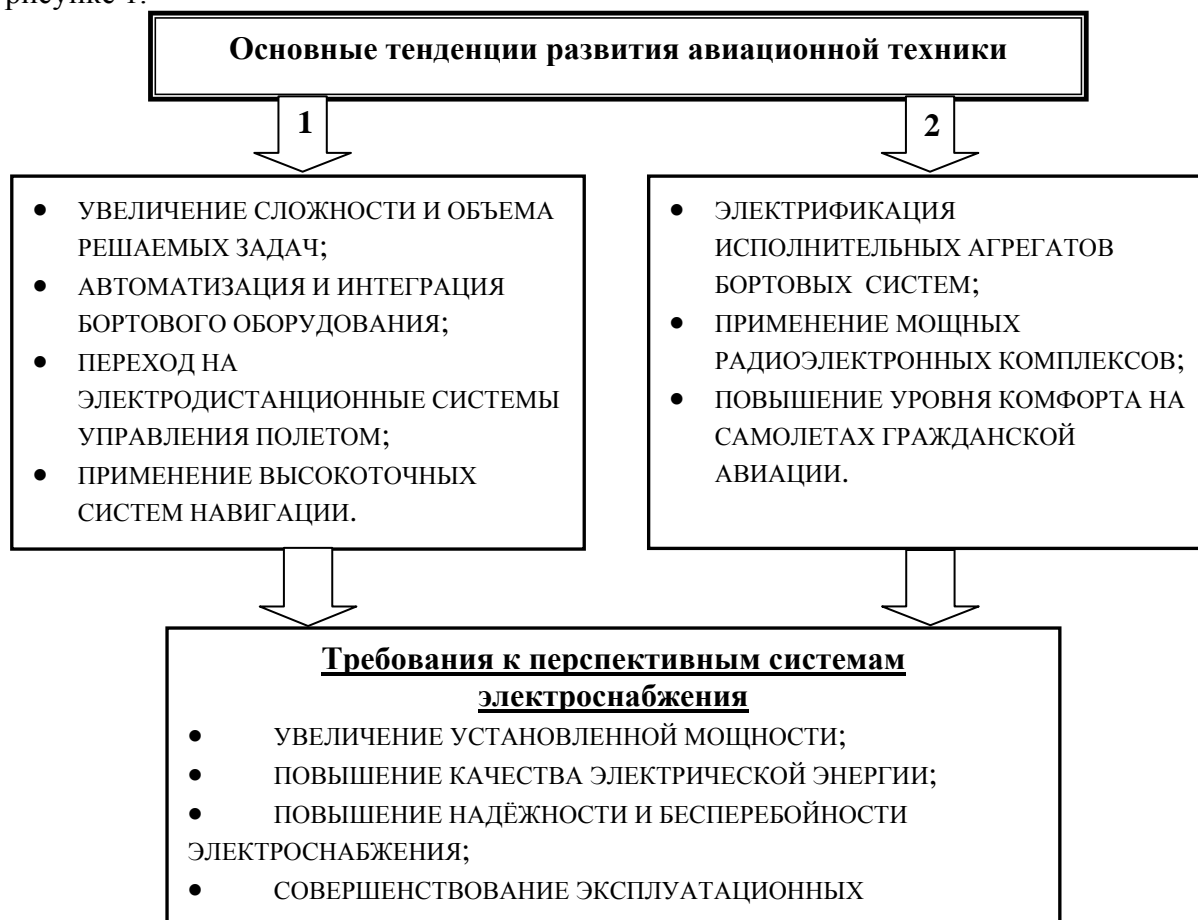 рисунке 1.
Основные тенденции развития авиационной техники
1
2
• УВЕЛИЧЕНИЕ СЛОЖНОСТИ И ОБЪЕМА
РЕШАЕМЫХ ЗАДАЧ;
• АВТОМАТИЗАЦИЯ И ИНТЕГРАЦИЯ
БОРТОВОГО ОБОРУДОВАНИЯ;
• ПЕРЕХОД НА
ЭЛЕКТРОДИСТАНЦИОННЫЕ СИСТЕМЫ
УПРАВЛЕНИЯ ПОЛЕТОМ;
• ПРИМЕНЕНИЕ ВЫСОКОТОЧНЫХ
СИСТЕМ НАВИГАЦИИ.
• ЭЛЕКТРИФИКАЦИЯ
ИСПОЛНИТЕЛЬНЫХ АГРЕГАТОВ
БОРТОВЫХ СИСТЕМ;
• ПРИМЕНЕНИЕ МОЩНЫХ
РАДИОЭЛЕКТРОННЫХ КОМПЛЕКСОВ;
• ПОВЫШЕНИЕ УРОВНЯ КОМФОРТА НА
САМОЛЕТАХ ГРАЖДАНСКОЙ
АВИАЦИИ.
Требования к перспективным системам
электроснабжения
• УВЕЛИЧЕНИЕ УСТАНОВЛЕННОЙ МОЩНОСТИ;
• ПОВЫШЕНИЕ КАЧЕСТВА ЭЛЕКТРИЧЕСКОЙ ЭНЕРГИИ;
• ПОВЫШЕНИЕ НАДЁЖНОСТИ И БЕСПЕРЕБОЙНОСТИ
ЭЛЕКТРОСНАБЖЕНИЯ;
• СОВЕРШЕНСТВОВАНИЕ ЭКСПЛУАТАЦИОННЫХ